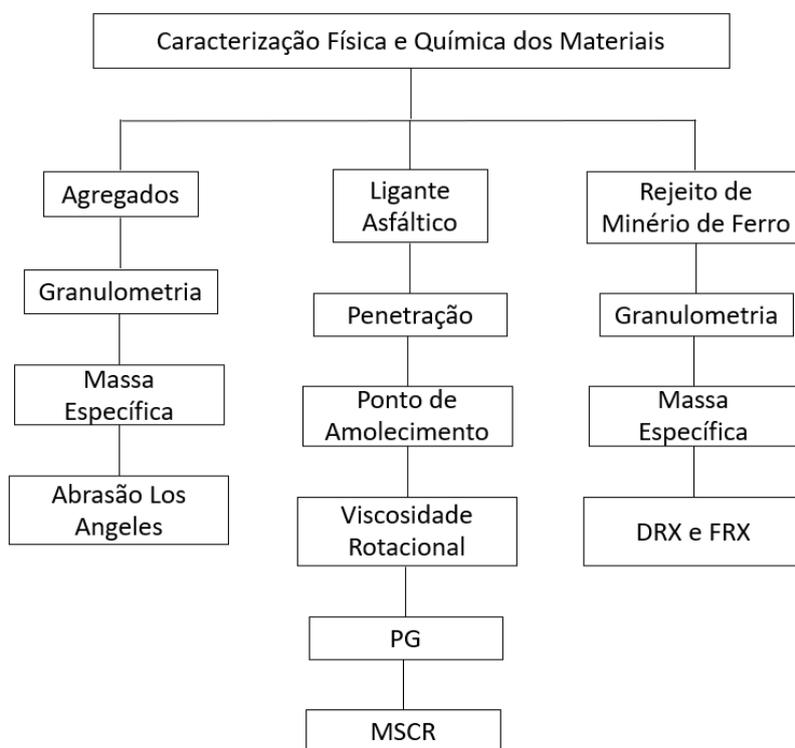 Caracterização Física e Química dos Materiais
Agregados
Granulometria
Massa
Específica
Abrasão Los
Angeles
Ligante
Asfáltico
Penetração
Ponto de
Amolecimento
Viscosidade
Rotacional
PG
MSCR
Rejeito de
Minério de Ferro
Granulometria
Massa
Específica
DRX e FRX